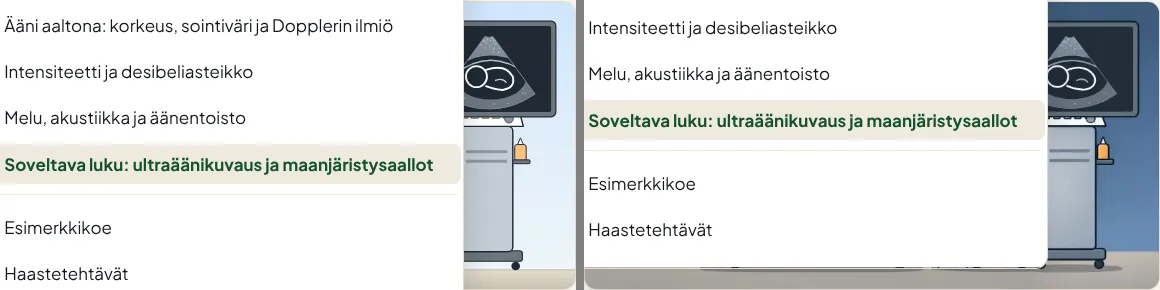 Ääni aaltona: korkeus, sointiväri ja Dopplerin ilmiö
Intensiteetti ja desibeliasteikko
Melu, akustiikka ja äänentoisto
Soveltava luku: ultraäänikuvaus ja maanjäristysaallot
Esimerkkikoe
Haastetehtävät
Intensiteetti ja desibeliasteikko
Melu, akustiikka ja äänentoisto
Soveltava luku: ultraäänikuvaus ja maanjäristysaallot
Esimerkkikoe
Haastetehtävät